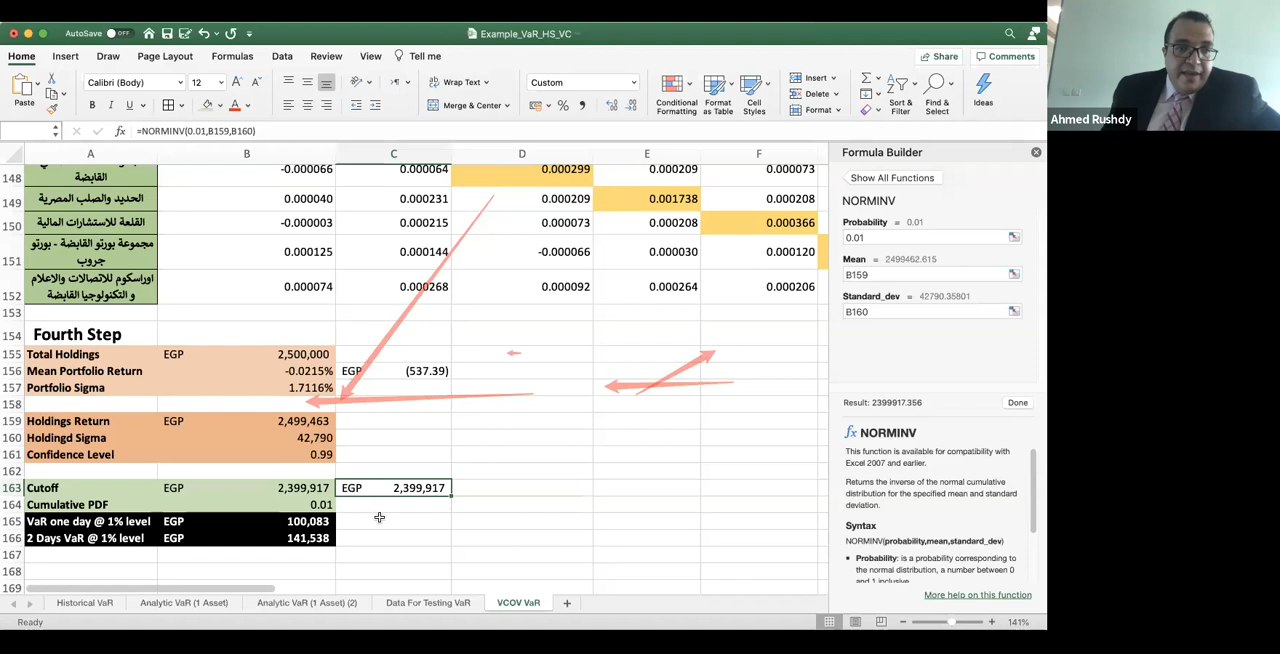 AutoSave OFF
Example_VaR_HS_VC
Home Insert Draw Page Layout Formulas Data Review View Tell me
Share Comments
Paste
Calibri (Body) 12
B I U
Wrap Text
Merge & Center
Custom
Conditional Formatting
Format as Table
Cell Styles
Insert
Delete
Format
Sort & Filter
Find & Select
Ideas
Ahmed Rushdy
fx =NORMINV(0.01,B159,B160)
A B C D E F
148 القابضة -0.000066 0.000064 0.000299 0.000209 0.000073
149 الحديد والصلب المصرية 0.000040 0.000231 0.000209 0.001738 0.000208
150 القلعة للاستشارات المالية -0.000003 0.000215 0.000073 0.000208 0.000366
151 مجموعة بورتو القابضة - بورتو جروب 0.000125 0.000144 -0.000066 0.000030 0.000120
152 اوراسكوم للاتصالات والاعلام و التكنولوجيا القابضة 0.000074 0.000268 0.000092 0.000264 0.000206
153
154 Fourth Step
155 Total Holdings EGP 2,500,000
156 Mean Portfolio Return -0.0215% EGP (537.39)
157 Portfolio Sigma 1.7116%
158
159 Holdings Return EGP 2,499,463
160 Holdingd Sigma 42,790
161 Confidence Level 0.99
162
163 Cutoff EGP 2,399,917 EGP 2,399,917
164 Cumulative PDF 0.01
165 VaR one day @ 1% level EGP 100,083
166 2 Days VaR @ 1% level EGP 141,538
167
168
169
Historical VaR Analytic VaR (1 Asset) Analytic VaR (1 Asset) (2) Data For Testing VaR VCOV VaR
Ready
141%
Formula Builder
Show All Functions
NORMINV
Probability = 0.01
0.01
Mean = 2499462.615
B159
Standard_dev = 42790.35801
B160
Result: 2399917.356
Done
fx NORMINV
This function is available for compatibility with
Excel 2007 and earlier.
Returns the inverse of the normal cumulative
distribution for the specified mean and standard
deviation.
Syntax
NORMINV(probability,mean,standard_dev)
• Probability: is a probability corresponding to
the normal distribution, a number between 0
and 1 inclusive.
More help on this function